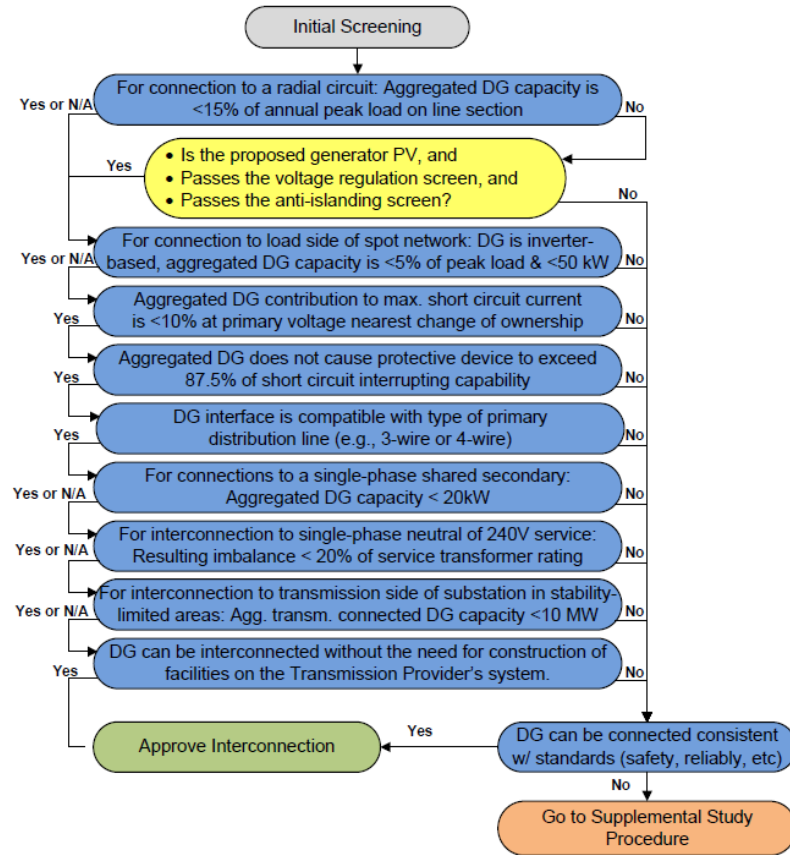 Initial Screening
For connection to a radial circuit: Aggregated DG capacity is
<15% of annual peak load on line section
Yes or N/A
No
• Is the proposed generator PV, and
• Passes the voltage regulation screen, and
• Passes the anti-islanding screen?
Yes
No
For connection to load side of spot network: DG is inverter-
based, aggregated DG capacity is <5% of peak load & <50 kW
Yes or N/A
No
Aggregated DG contribution to max. short circuit current
is <10% at primary voltage nearest change of ownership
Yes
No
Aggregated DG does not cause protective device to exceed
87.5% of short circuit interrupting capability
Yes
No
DG interface is compatible with type of primary
distribution line (e.g., 3-wire or 4-wire)
Yes
No
For connections to a single-phase shared secondary:
Aggregated DG capacity < 20kW
Yes or N/A
No
For interconnection to single-phase neutral of 240V service:
Resulting imbalance < 20% of service transformer rating
Yes or N/A
No
For interconnection to transmission side of substation in stability-
limited areas: Agg. transm. connected DG capacity <10 MW
Yes or N/A
No
DG can be interconnected without the need for construction of
facilities on the Transmission Provider's system.
Yes
No
Approve Interconnection
Yes
DG can be connected consistent
w/ standards (safety, reliably, etc)
No
Go to Supplemental Study
Procedure